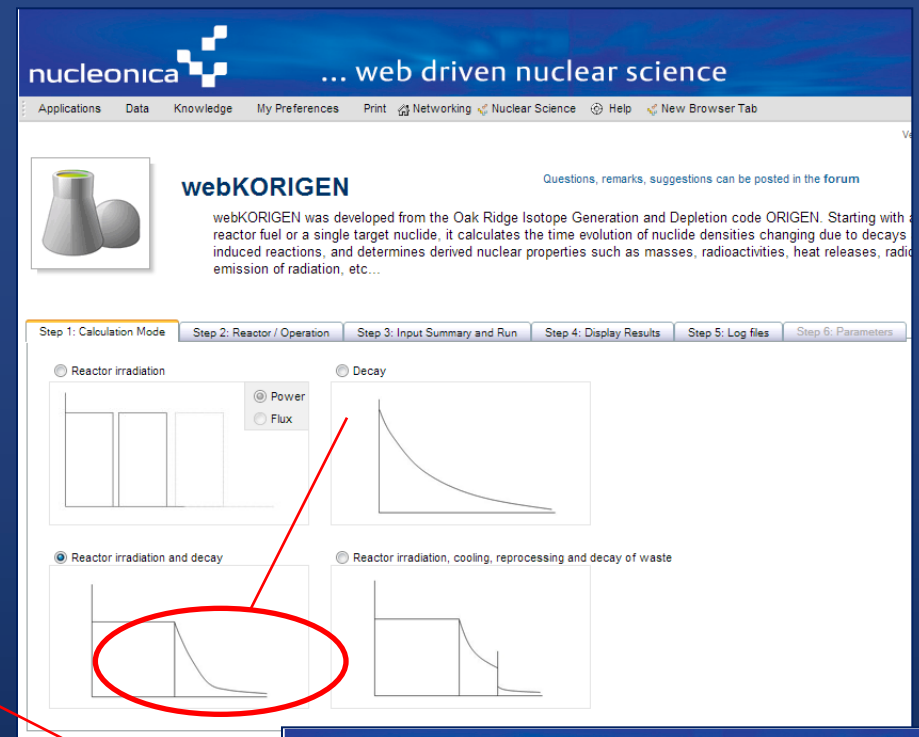 nucleonica
... web driven nuclear science
Applications Data Knowledge My Preferences Print Networking Nuclear Science Help New Browser Tab
webKORIGEN
Questions, remarks, suggestions can be posted in the forum
webKORIGEN was developed from the Oak Ridge Isotope Generation and Depletion code ORIGEN. Starting with
reactor fuel or a single target nuclide, it calculates the time evolution of nuclide densities changing due to decays
induced reactions, and determines derived nuclear properties such as masses, radioactivities, heat releases,
emission of radiation, etc...
Step 1: Calculation Mode Step 2: Reactor / Operation Step 3: Input Summary and Run Step 4: Display Results Step 5: Log files Step 6: Parameters
Reactor irradiation
Power
Flux
Decay
Reactor irradiation and decay
Reactor irradiation, cooling, reprocessing and decay of waste